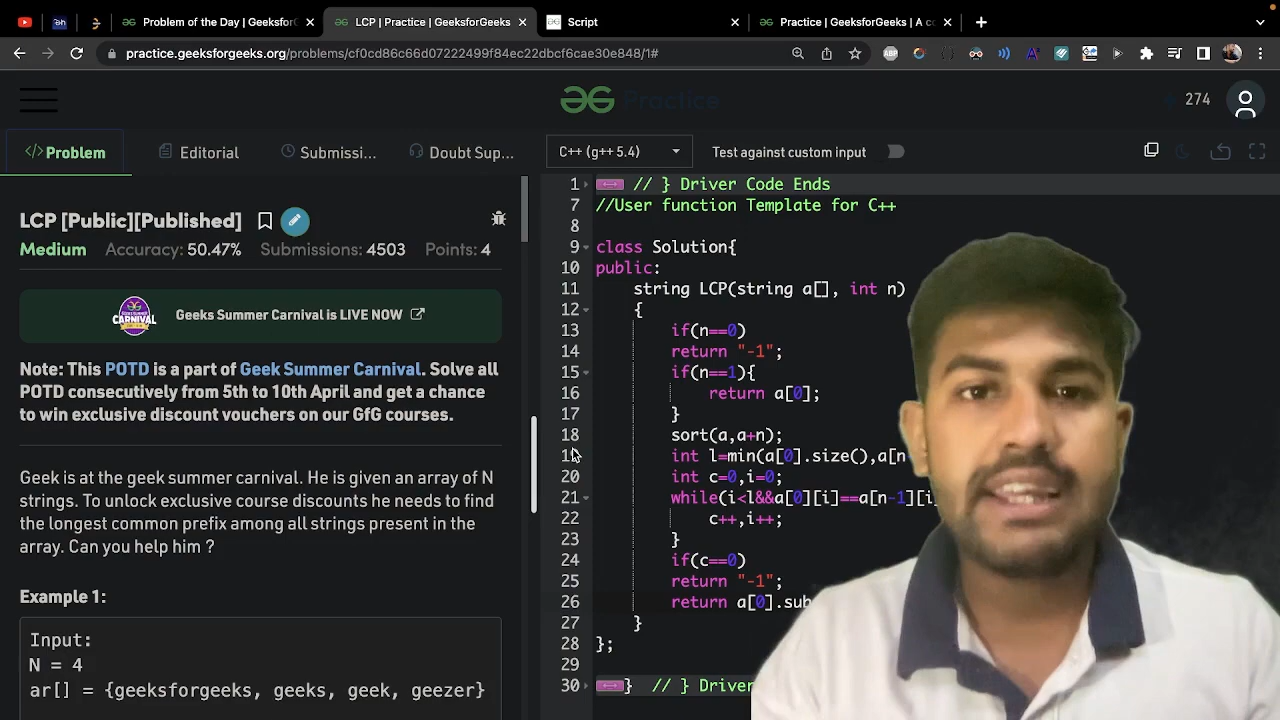 Problem of the Day | GeeksforG
LCP | Practice | GeeksforGeeks
Script
Practice | GeeksforGeeks | A c
practice.geeksforgeeks.org/problems/cf0cd86c66d07222499f84ec22dbcf6cae30e848/1#
Practice
274
</>Problem
Editorial
Submissi...
Doubt Sup...
C++ (g++ 5.4)
Test against custom input
LCP [Public][Published]
Medium Accuracy: 50.47% Submissions: 4503 Points: 4
GEEKS SUMMER CARNIVAL
Geeks Summer Carnival is LIVE NOW
Note: This POTD is a part of Geek Summer Carnival. Solve all
POTD consecutively from 5th to 10th April and get a chance
to win exclusive discount vouchers on our GfG courses.
Geek is at the geek summer carnival. He is given an array of N
strings. To unlock exclusive course discounts he needs to find
the longest common prefix among all strings present in the
array. Can you help him ?
Example 1:
Input:
N = 4
ar[] = {geeksforgeeks, geeks, geek, geezer}
1 // } Driver Code Ends
7 //User function Template for C++
8
9 class Solution{
10 public:
11 string LCP(string a[], int n)
12 {
13 if(n==0)
14 return "-1";
15 if(n==1){
16 return a[0];
17 }
18 sort(a,a+n);
19 int l=min(a[0].size(),a[n
20 int c=0,i=0;
21 while(i<l&&a[0][i]==a[n-1][i
22 c++,i++;
23 }
24 if(c==0)
25 return "-1";
26 return a[0].sub
27 }
28 };
29
30 } // } Driver